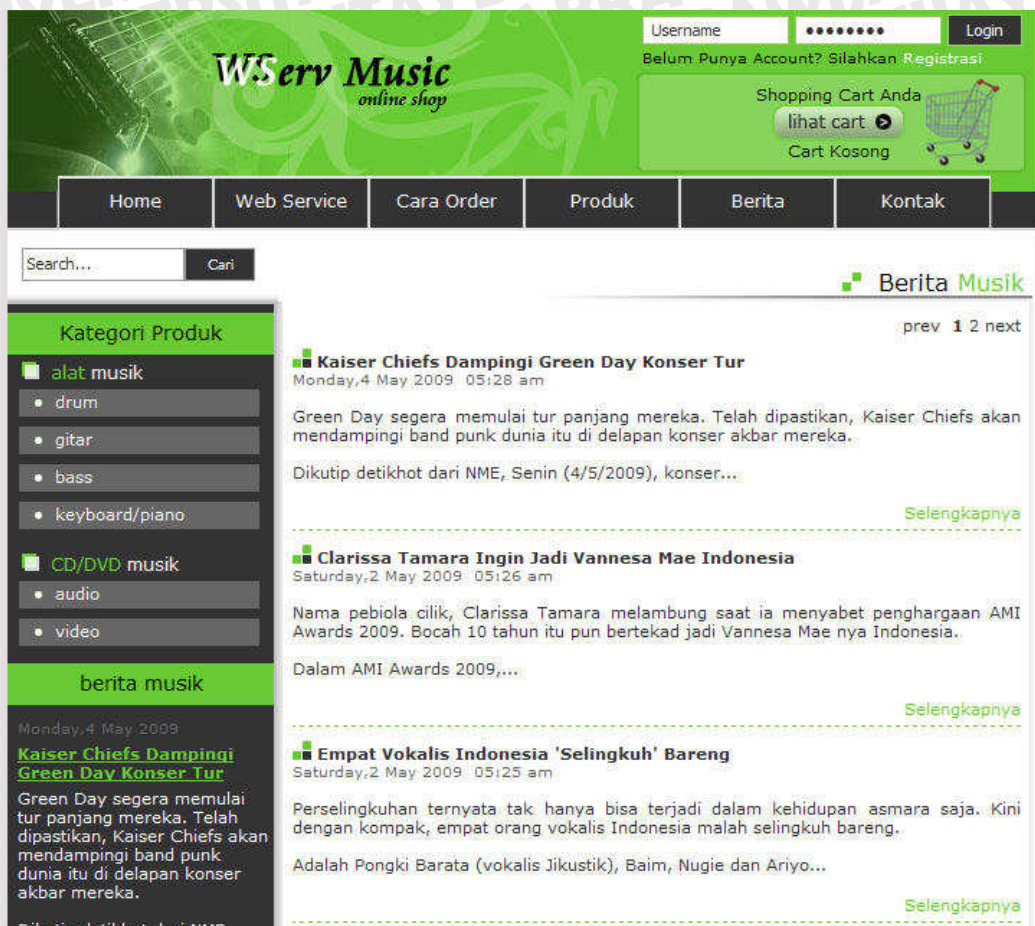 Username ●●●●●●●● Login
Belum Punya Account? Silahkan Registrasi
WServ Music
online shop
Shopping Cart Anda
lihat cart
Cart Kosong
Home Web Service Cara Order Produk Berita Kontak
Search... Cari
Kategori Produk
alat musik
• drum
• gitar
• bass
• keyboard/piano
CD/DVD musik
• audio
• video
berita musik
Monday,4 May 2009
Kaiser Chiefs Dampingi
Green Day Konser Tur
Green Day segera memulai
tur panjang mereka. Telah
dipastikan, Kaiser Chiefs akan
mendampingi band punk
dunia itu di delapan konser
akbar mereka.
Berita Musik
prev 1 2 next
Kaiser Chiefs Dampingi Green Day Konser Tur
Monday,4 May 2009 05:28 am
Green Day segera memulai tur panjang mereka. Telah dipastikan, Kaiser Chiefs akan
mendampingi band punk dunia itu di delapan konser akbar mereka.
Dikutip detikhot dari NME, Senin (4/5/2009), konser...
Selengkapnya
Clarissa Tamara Ingin Jadi Vannesa Mae Indonesia
Saturday,2 May 2009 05:26 am
Nama pebiola cilik, Clarissa Tamara melambung saat ia menyabet penghargaan AMI
Awards 2009. Bocah 10 tahun itu pun bertekad jadi Vannesa Mae nya Indonesia.
Dalam AMI Awards 2009,...
Selengkapnya
Empat Vokalis Indonesia 'Selingkuh' Bareng
Saturday,2 May 2009 05:25 am
Perselingkuhan ternyata tak hanya bisa terjadi dalam kehidupan asmara saja. Kini
dengan kompak, empat orang vokalis Indonesia malah selingkuh bareng.
Adalah Pongki Barata (vokalis Jikustik), Baim, Nugie dan Ariyo...
Selengkapnya